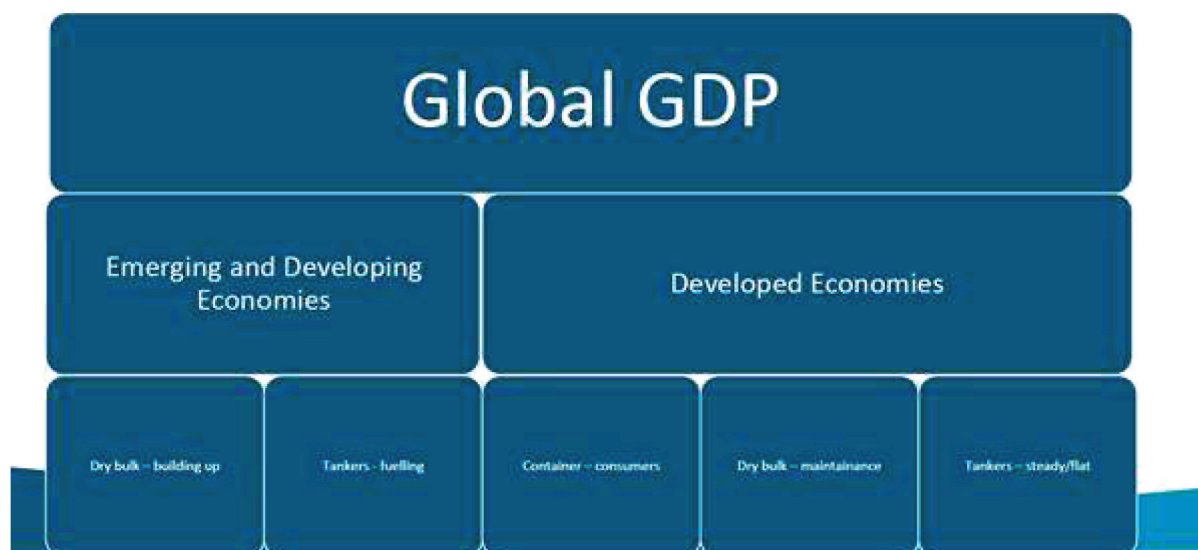 Global GDP
Emerging and Developing
Economies
Developed Economies
Dry bulk – building up
Tankers - fuelling
Container – consumers
Dry bulk – maintainance
Tankers – steady/flat